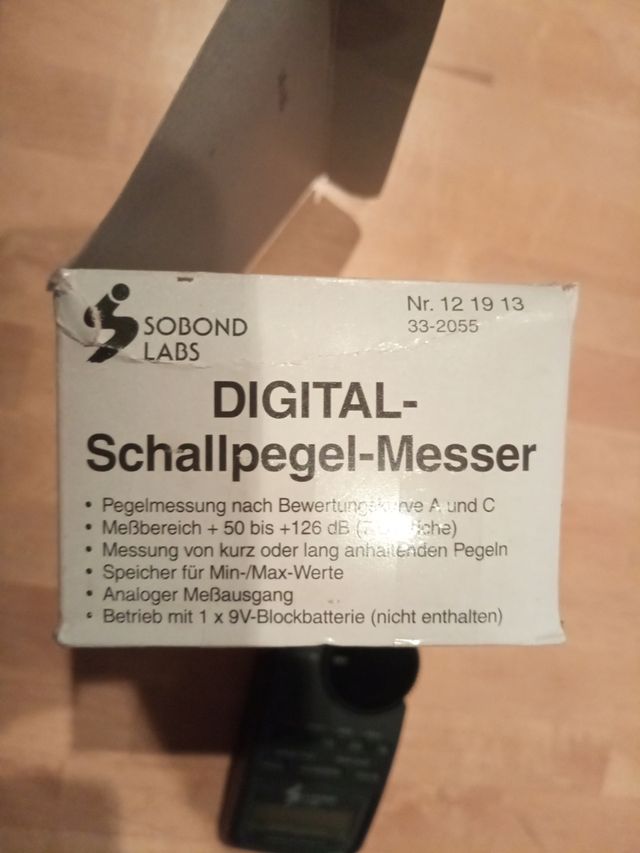 SOBOND
LABS
Nr. 12 19 13
33-2055
DIGITAL-
Schallpegel-Messer
• Pegelmessung nach Bewertungskurve A und C
• Meßbereich + 50 bis +126 dB (7
• Messung von kurz oder lang anhaltenden Pegeln
• Speicher für Min-/Max-Werte
• Analoger Meßausgang
• Betrieb mit 1 x 9V-Blockbatterie (nicht enthalten)